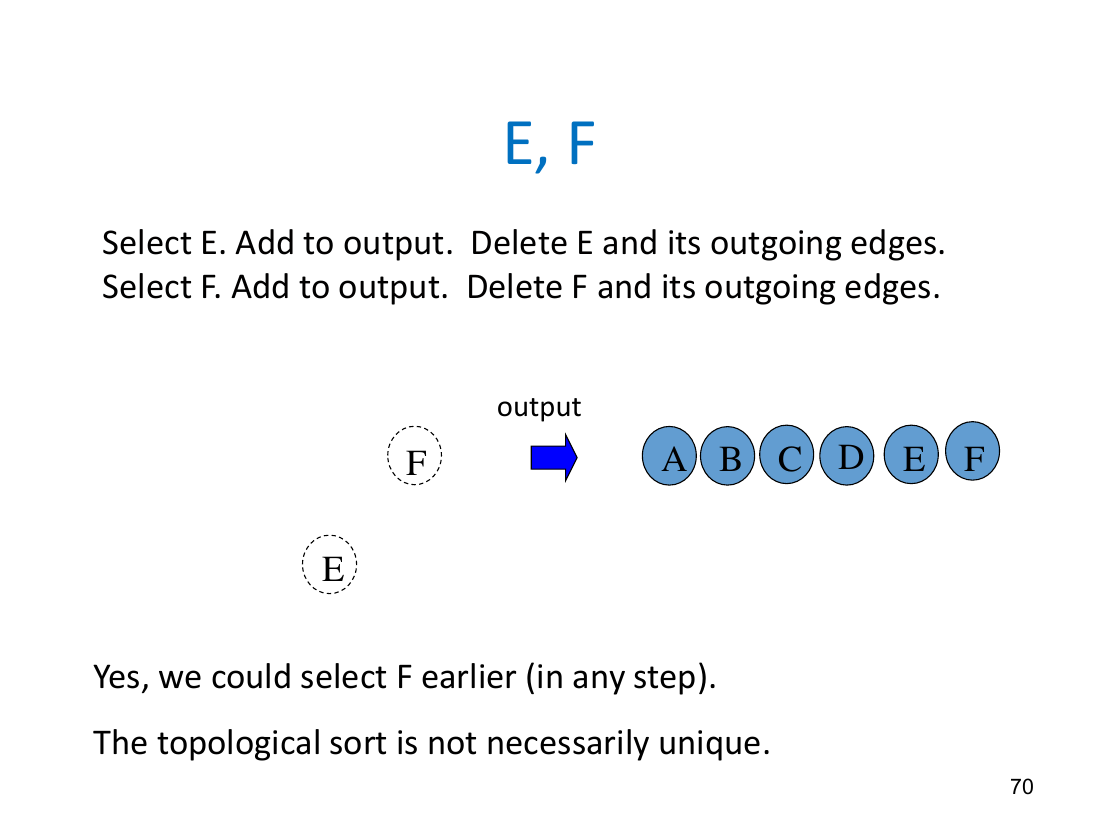 E, F
Select E. Add to output.  Delete E and its outgoing edges.
Select F. Add to output.  Delete F and its outgoing edges.
output
F
A B C D E F
E
Yes, we could select F earlier (in any step).
The topological sort is not necessarily unique.
70